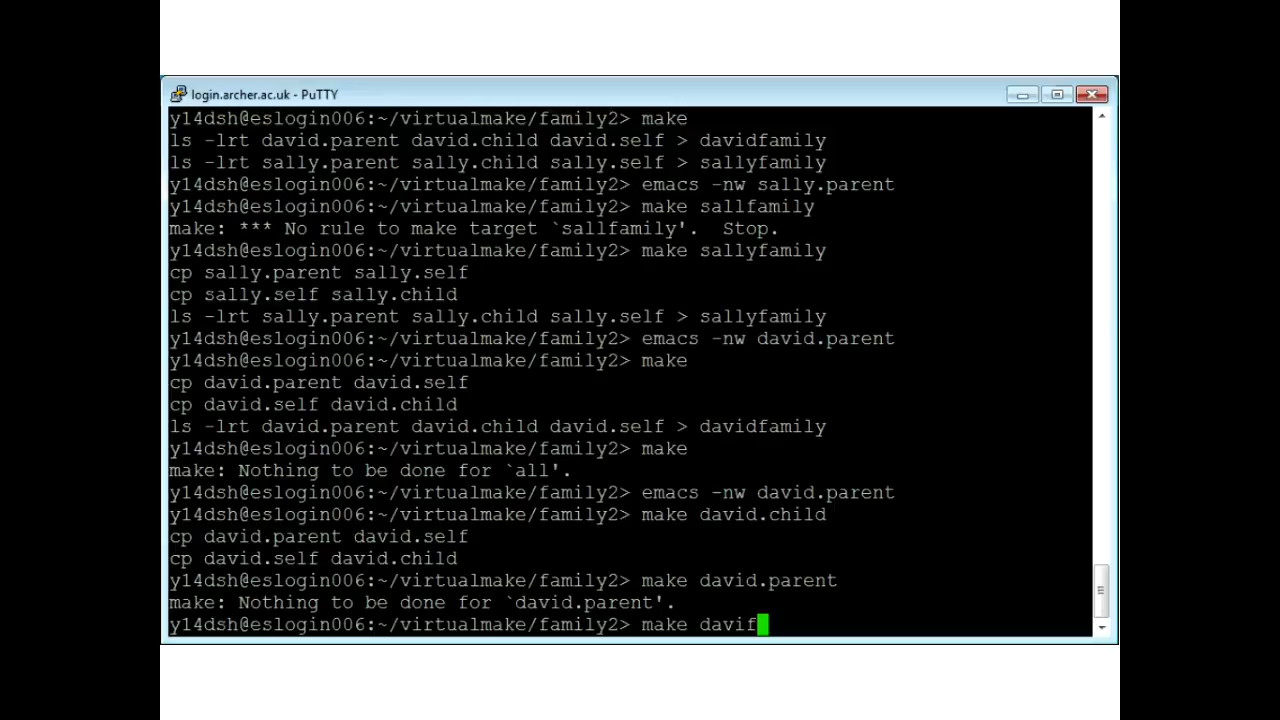 login.archer.ac.uk - PuTTY
y14dsh@eslogin006:~/virtualmake/family2> make
ls -lrt david.parent david.child david.self > davidfamily
ls -lrt sally.parent sally.child sally.self > sallyfamily
y14dsh@eslogin006:~/virtualmake/family2> emacs -nw sally.parent
y14dsh@eslogin006:~/virtualmake/family2> make sallfamily
make: *** No rule to make target `sallfamily'.  Stop.
y14dsh@eslogin006:~/virtualmake/family2> make sallyfamily
cp sally.parent sally.self
cp sally.self sally.child
ls -lrt sally.parent sally.child sally.self > sallyfamily
y14dsh@eslogin006:~/virtualmake/family2> emacs -nw david.parent
y14dsh@eslogin006:~/virtualmake/family2> make
cp david.parent david.self
cp david.self david.child
ls -lrt david.parent david.child david.self > davidfamily
y14dsh@eslogin006:~/virtualmake/family2> make
make: Nothing to be done for `all'.
y14dsh@eslogin006:~/virtualmake/family2> emacs -nw david.parent
y14dsh@eslogin006:~/virtualmake/family2> make david.child
cp david.parent david.self
cp david.self david.child
y14dsh@eslogin006:~/virtualmake/family2> make david.parent
make: Nothing to be done for `david.parent'.
y14dsh@eslogin006:~/virtualmake/family2> make davif